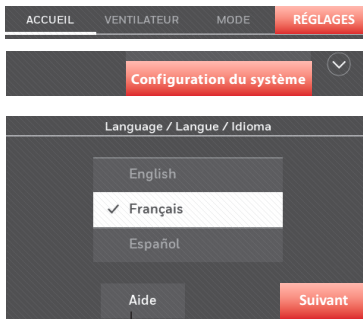 ACCUEIL VENTILATEUR MODE RÉGLAGES
Configuration du système
Language / Langue / Idioma
English
Français
Español
Aide Suivant